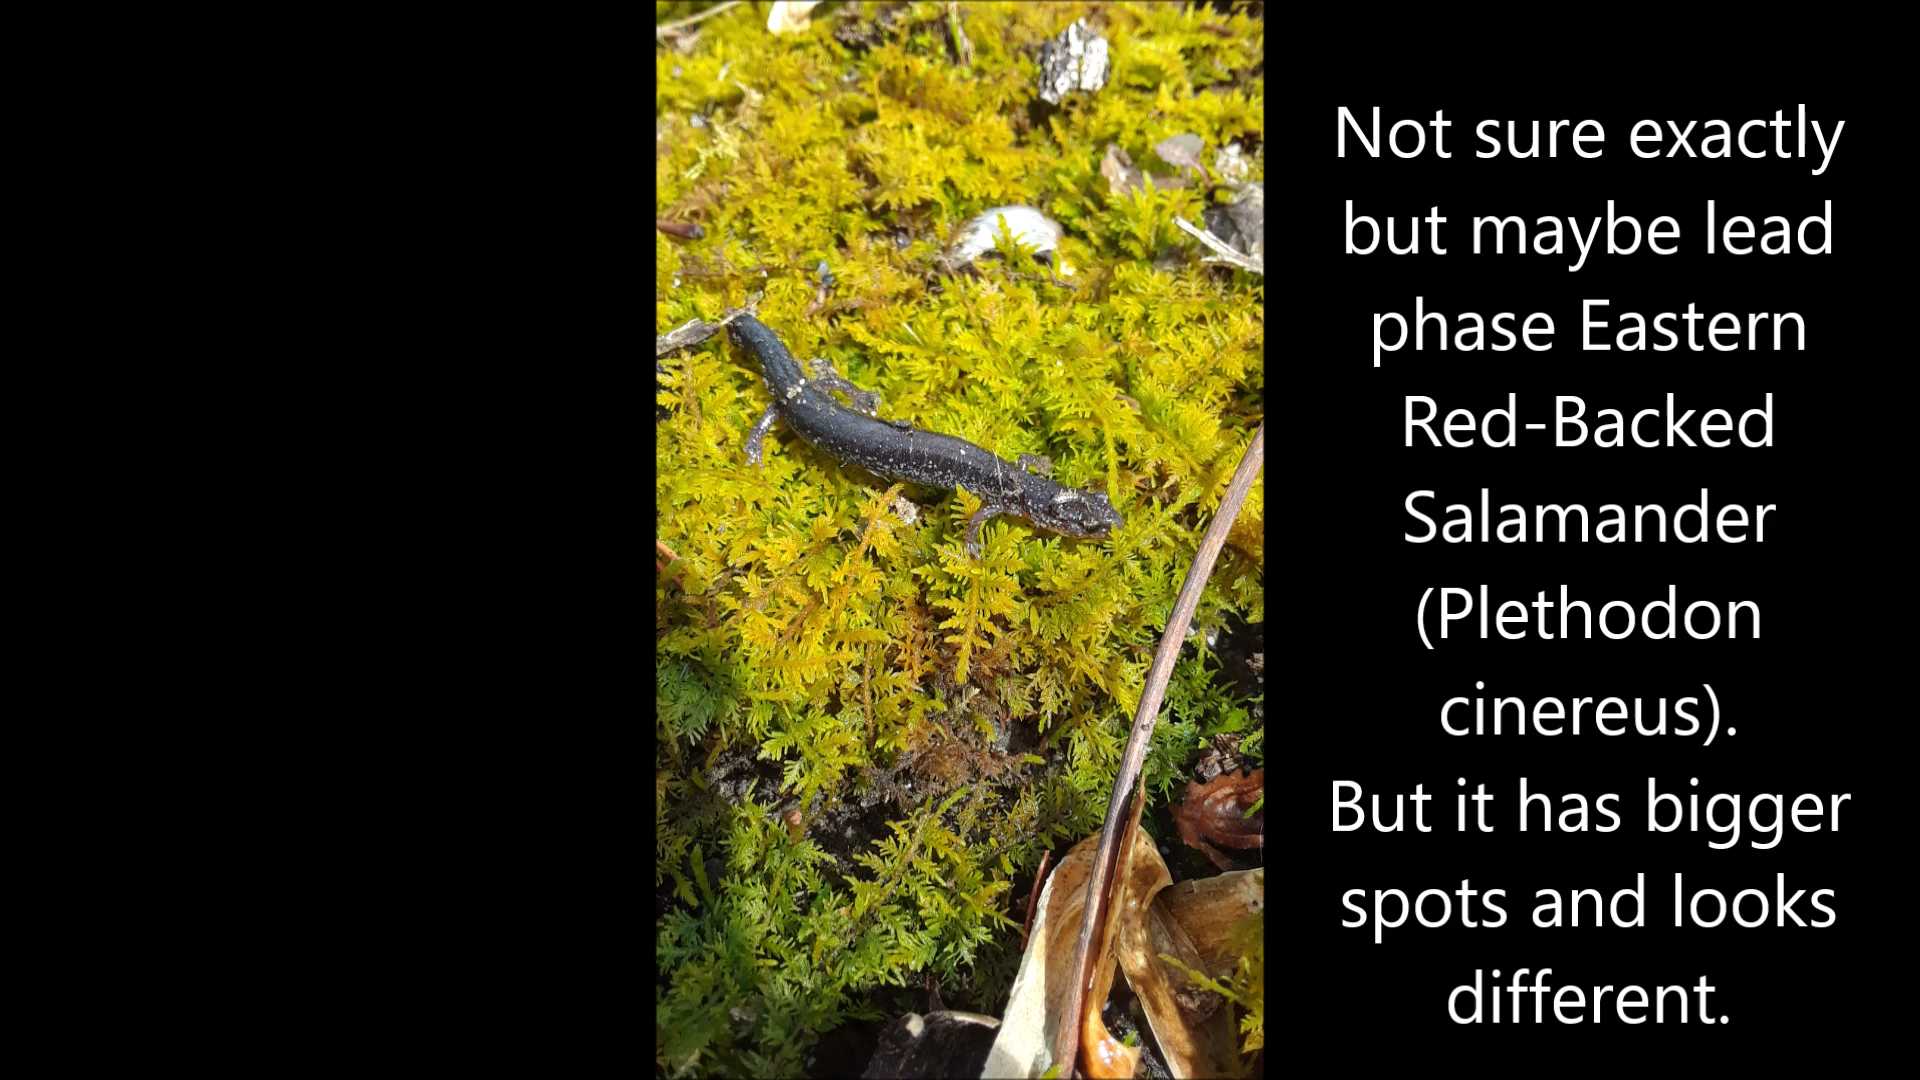 Not sure exactly
but maybe lead
phase Eastern
Red-Backed
Salamander
(Plethodon
cinereus).
But it has bigger
spots and looks
different.